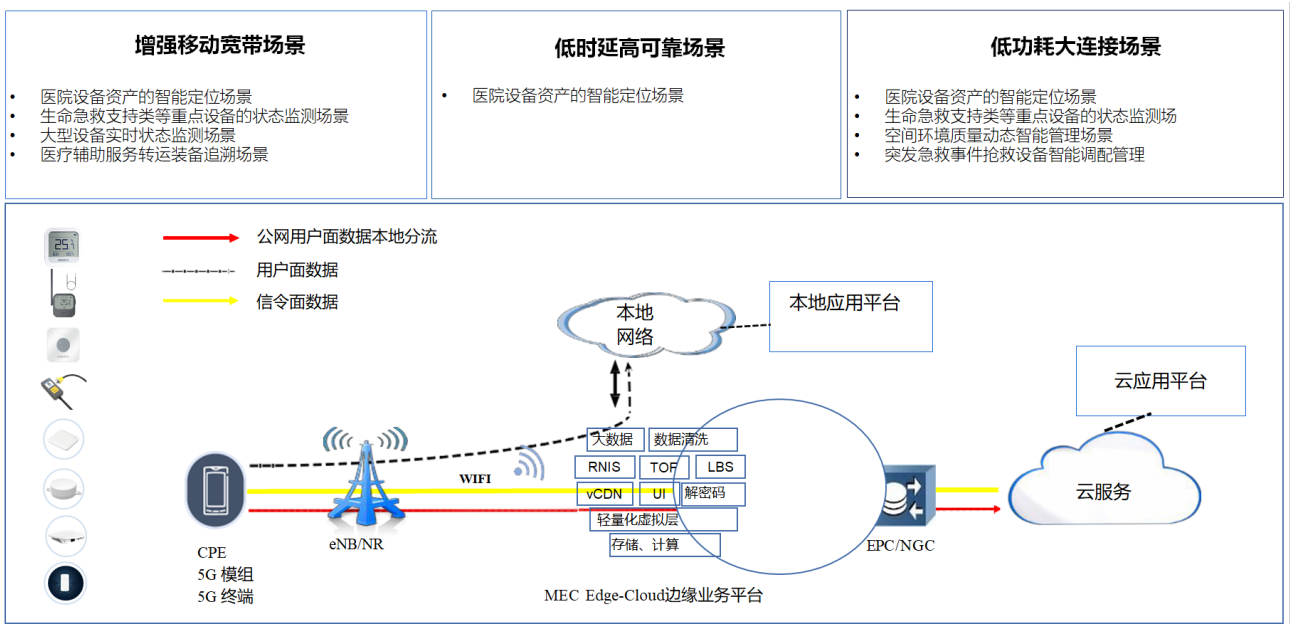 增强移动宽带场景
• 医院设备资产的智能定位场景
• 生命急救支持类等重点设备的状态监测场景
• 大型设备实时状态监测场景
• 医疗辅助服务转运装备追溯场景
低时延高可靠场景
• 医院设备资产的智能定位场景
低功耗大连接场景
• 医院设备资产的智能定位场景
• 生命急救支持类等重点设备的状态监测场
• 空间环境质量动态智能管理场景
• 突发急救事件抢救设备智能调配管理
公网用户面数据本地分流
用户面数据
信令面数据
25
本地
网络
本地应用平台
云应用平台
WIFI
大数据
数据清洗
RNIS
TOF
LBS
vCDN
UI
解密码
轻量化虚拟层
存储、计算
云服务
CPE
5G 模组
5G 终端
eNB/NR
EPC/NGC
MEC Edge-Cloud边缘业务平台